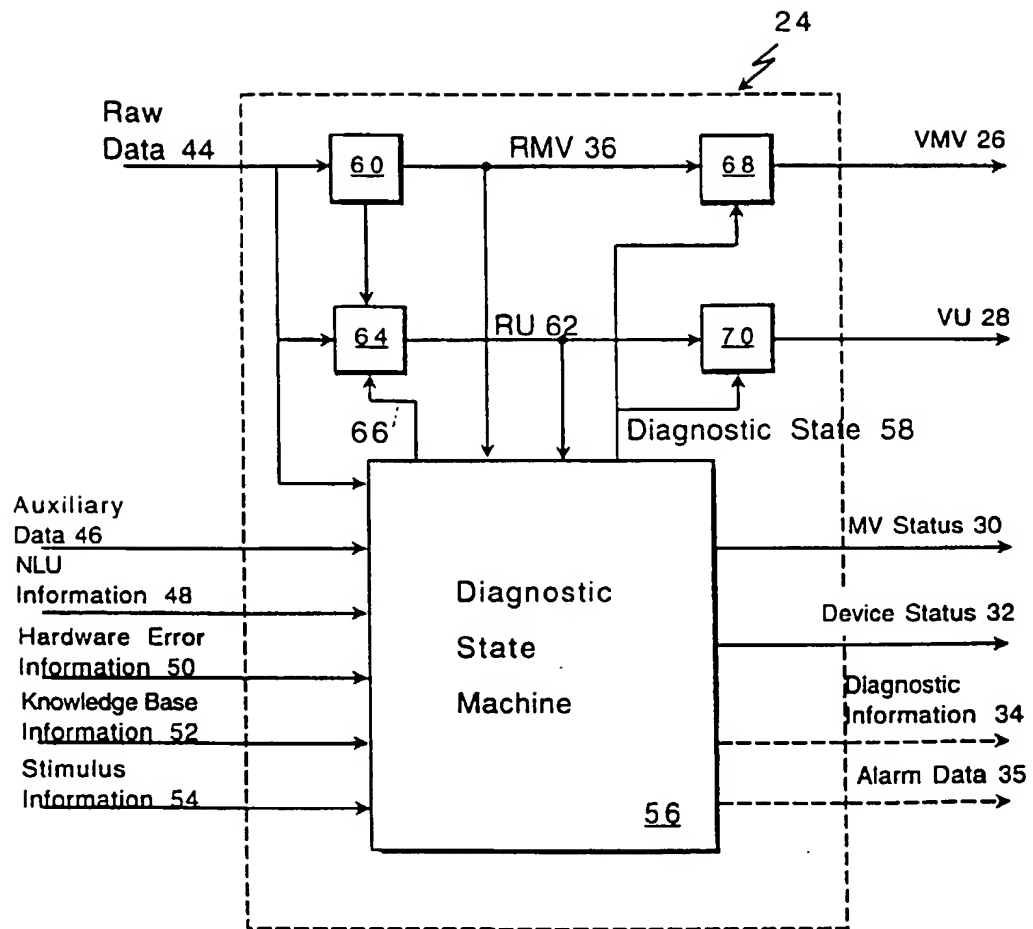 24
Raw
Data 44
60
RMV 36
68
VMV 26
64
RU 62
70
VU 28
66'
Diagnostic State 58
Auxiliary
Data 46
NLU
Information 48
Hardware Error
Information 50
Knowledge Base
Information 52
Stimulus
Information 54
Diagnostic
State
Machine
56
MV Status 30
Device Status 32
Diagnostic
Information 34
Alarm Data 35